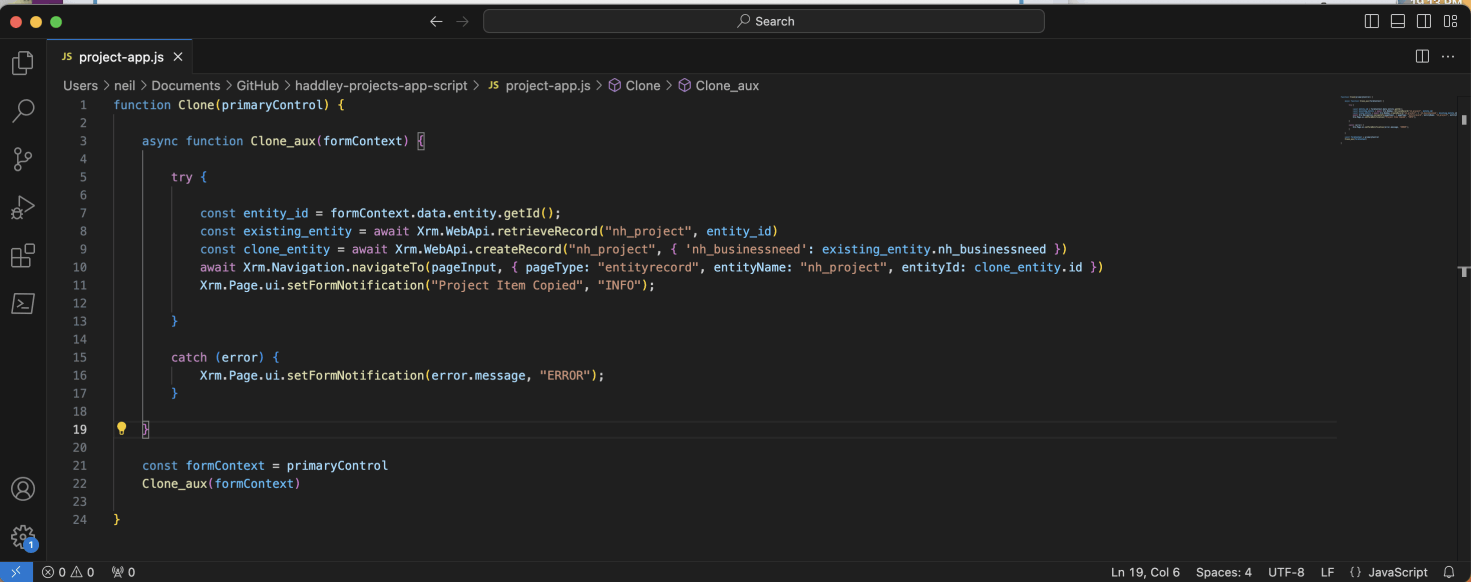 Search
JS project-app.js
Users > neil > Documents > GitHub > haddley-projects-app-script > JS project-app.js > Clone > Clone_aux
1 function Clone(primaryControl) {
2
3 async function Clone_aux(formContext) {
4
5 try {
6
7 const entity_id = formContext.data.entity.getId();
8 const existing_entity = await Xrm.WebApi.retrieveRecord("nh_project", entity_id)
9 const clone_entity = await Xrm.WebApi.createRecord("nh_project", { 'nh_businessneed': existing_entity.nh_businessneed })
10 await Xrm.Navigation.navigateTo(pageInput, { pageType: "entityrecord", entityName: "nh_project", entityId: clone_entity.id })
11 Xrm.Page.ui.setFormNotification("Project Item Copied", "INFO");
12
13 }
14
15 catch (error) {
16 Xrm.Page.ui.setFormNotification(error.message, "ERROR");
17 }
18
19 }
20
21 const formContext = primaryControl
22 Clone_aux(formContext)
23
24 }
1
0 0 0 Ln 19, Col 6 Spaces: 4 UTF-8 LF {} JavaScript